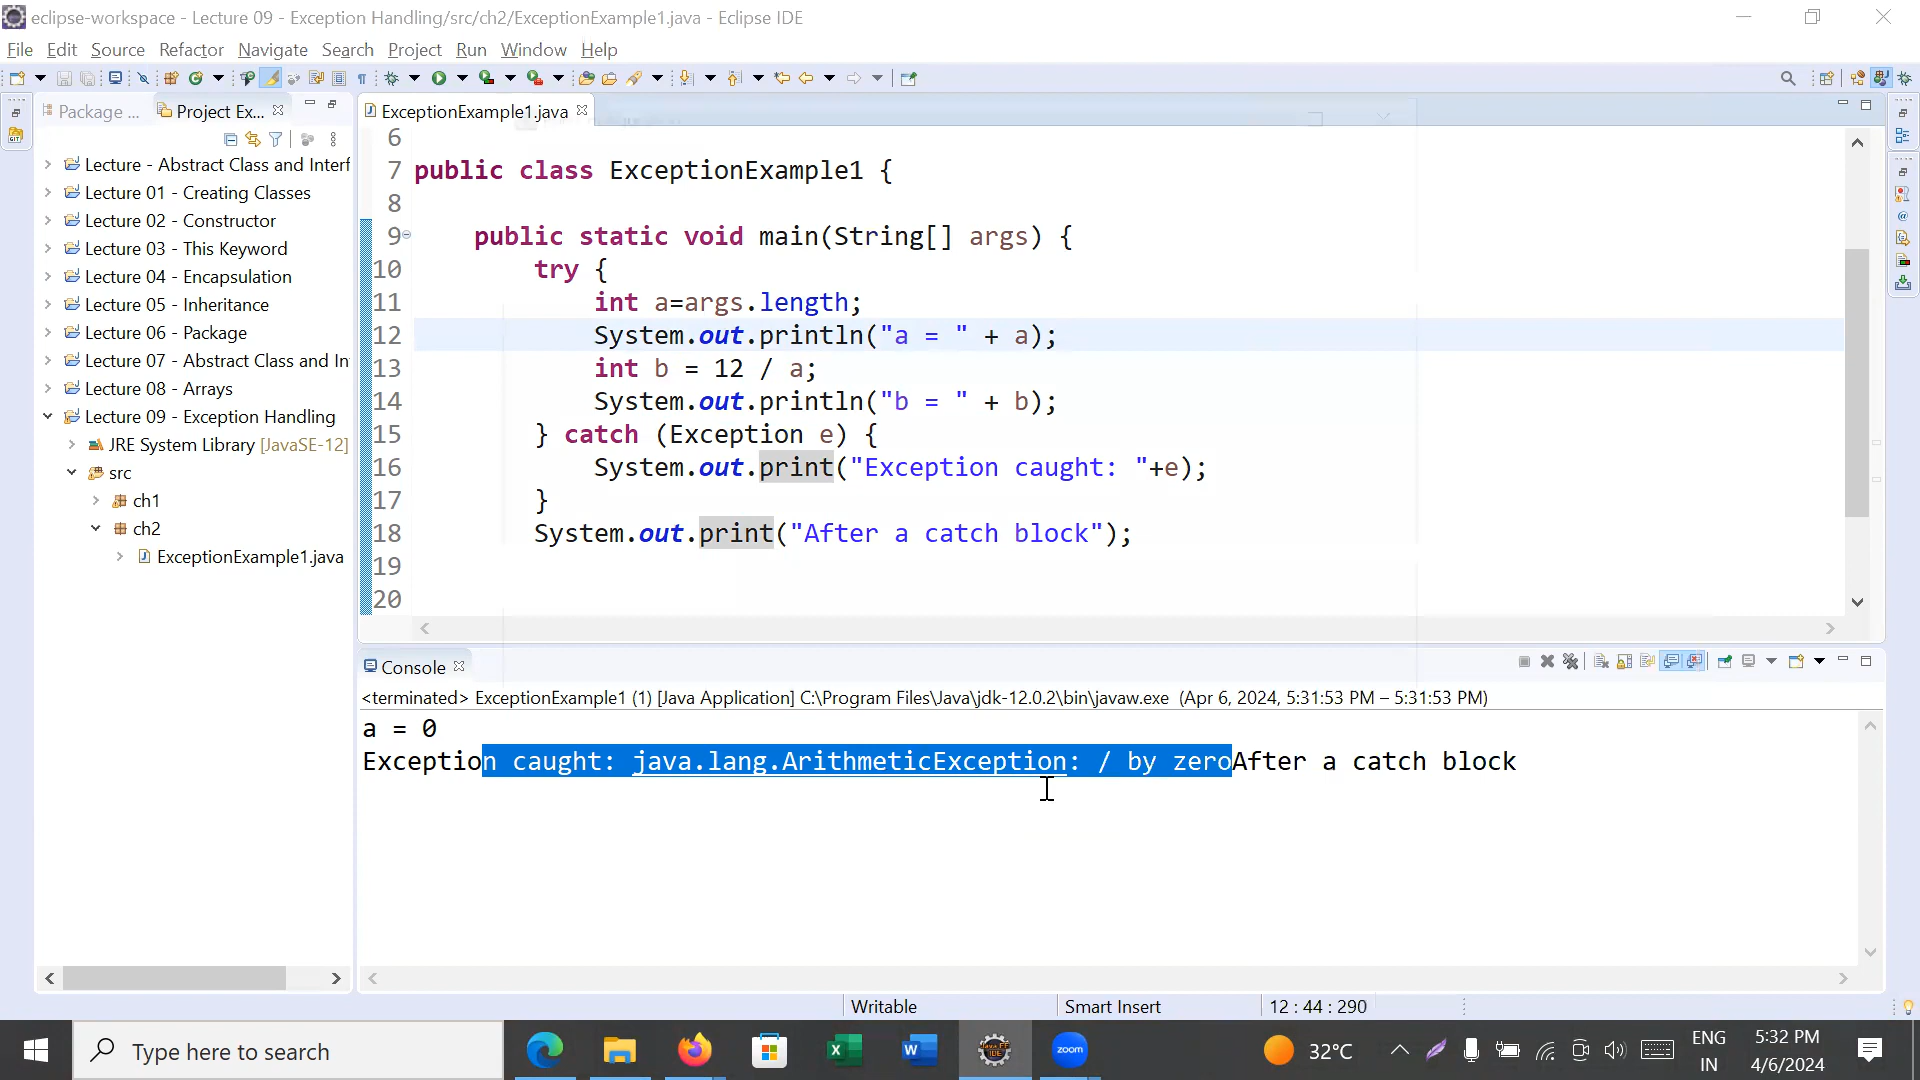 eclipse-workspace - Lecture 09 - Exception Handling/src/ch2/ExceptionExample1.java - Eclipse IDE
File Edit Source Refactor Navigate Search Project Run Window Help
Package ... Project Ex... ExceptionExample1.java
Lecture - Abstract Class and Interf
Lecture 01 - Creating Classes
Lecture 02 - Constructor
Lecture 03 - This Keyword
Lecture 04 - Encapsulation
Lecture 05 - Inheritance
Lecture 06 - Package
Lecture 07 - Abstract Class and In
Lecture 08 - Arrays
Lecture 09 - Exception Handling
JRE System Library [JavaSE-12]
src
ch1
ch2
ExceptionExample1.java
6
7 public class ExceptionExample1 {
8
9 public static void main(String[] args) {
10 try {
11 int a=args.length;
12 System.out.println("a = " + a);
13 int b = 12 / a;
14 System.out.println("b = " + b);
15 } catch (Exception e) {
16 System.out.print("Exception caught: "+e);
17 }
18 System.out.print("After a catch block");
19
20
Console
<terminated> ExceptionExample1 (1) [Java Application] C:\Program Files\Java\jdk-12.0.2\bin\javaw.exe (Apr 6, 2024, 5:31:53 PM – 5:31:53 PM)
a = 0
Exception caught: java.lang.ArithmeticException: / by zeroAfter a catch block
Writable Smart Insert 12 : 44 : 290
Type here to search
zoom
32°C
ENG
IN
5:32 PM
4/6/2024